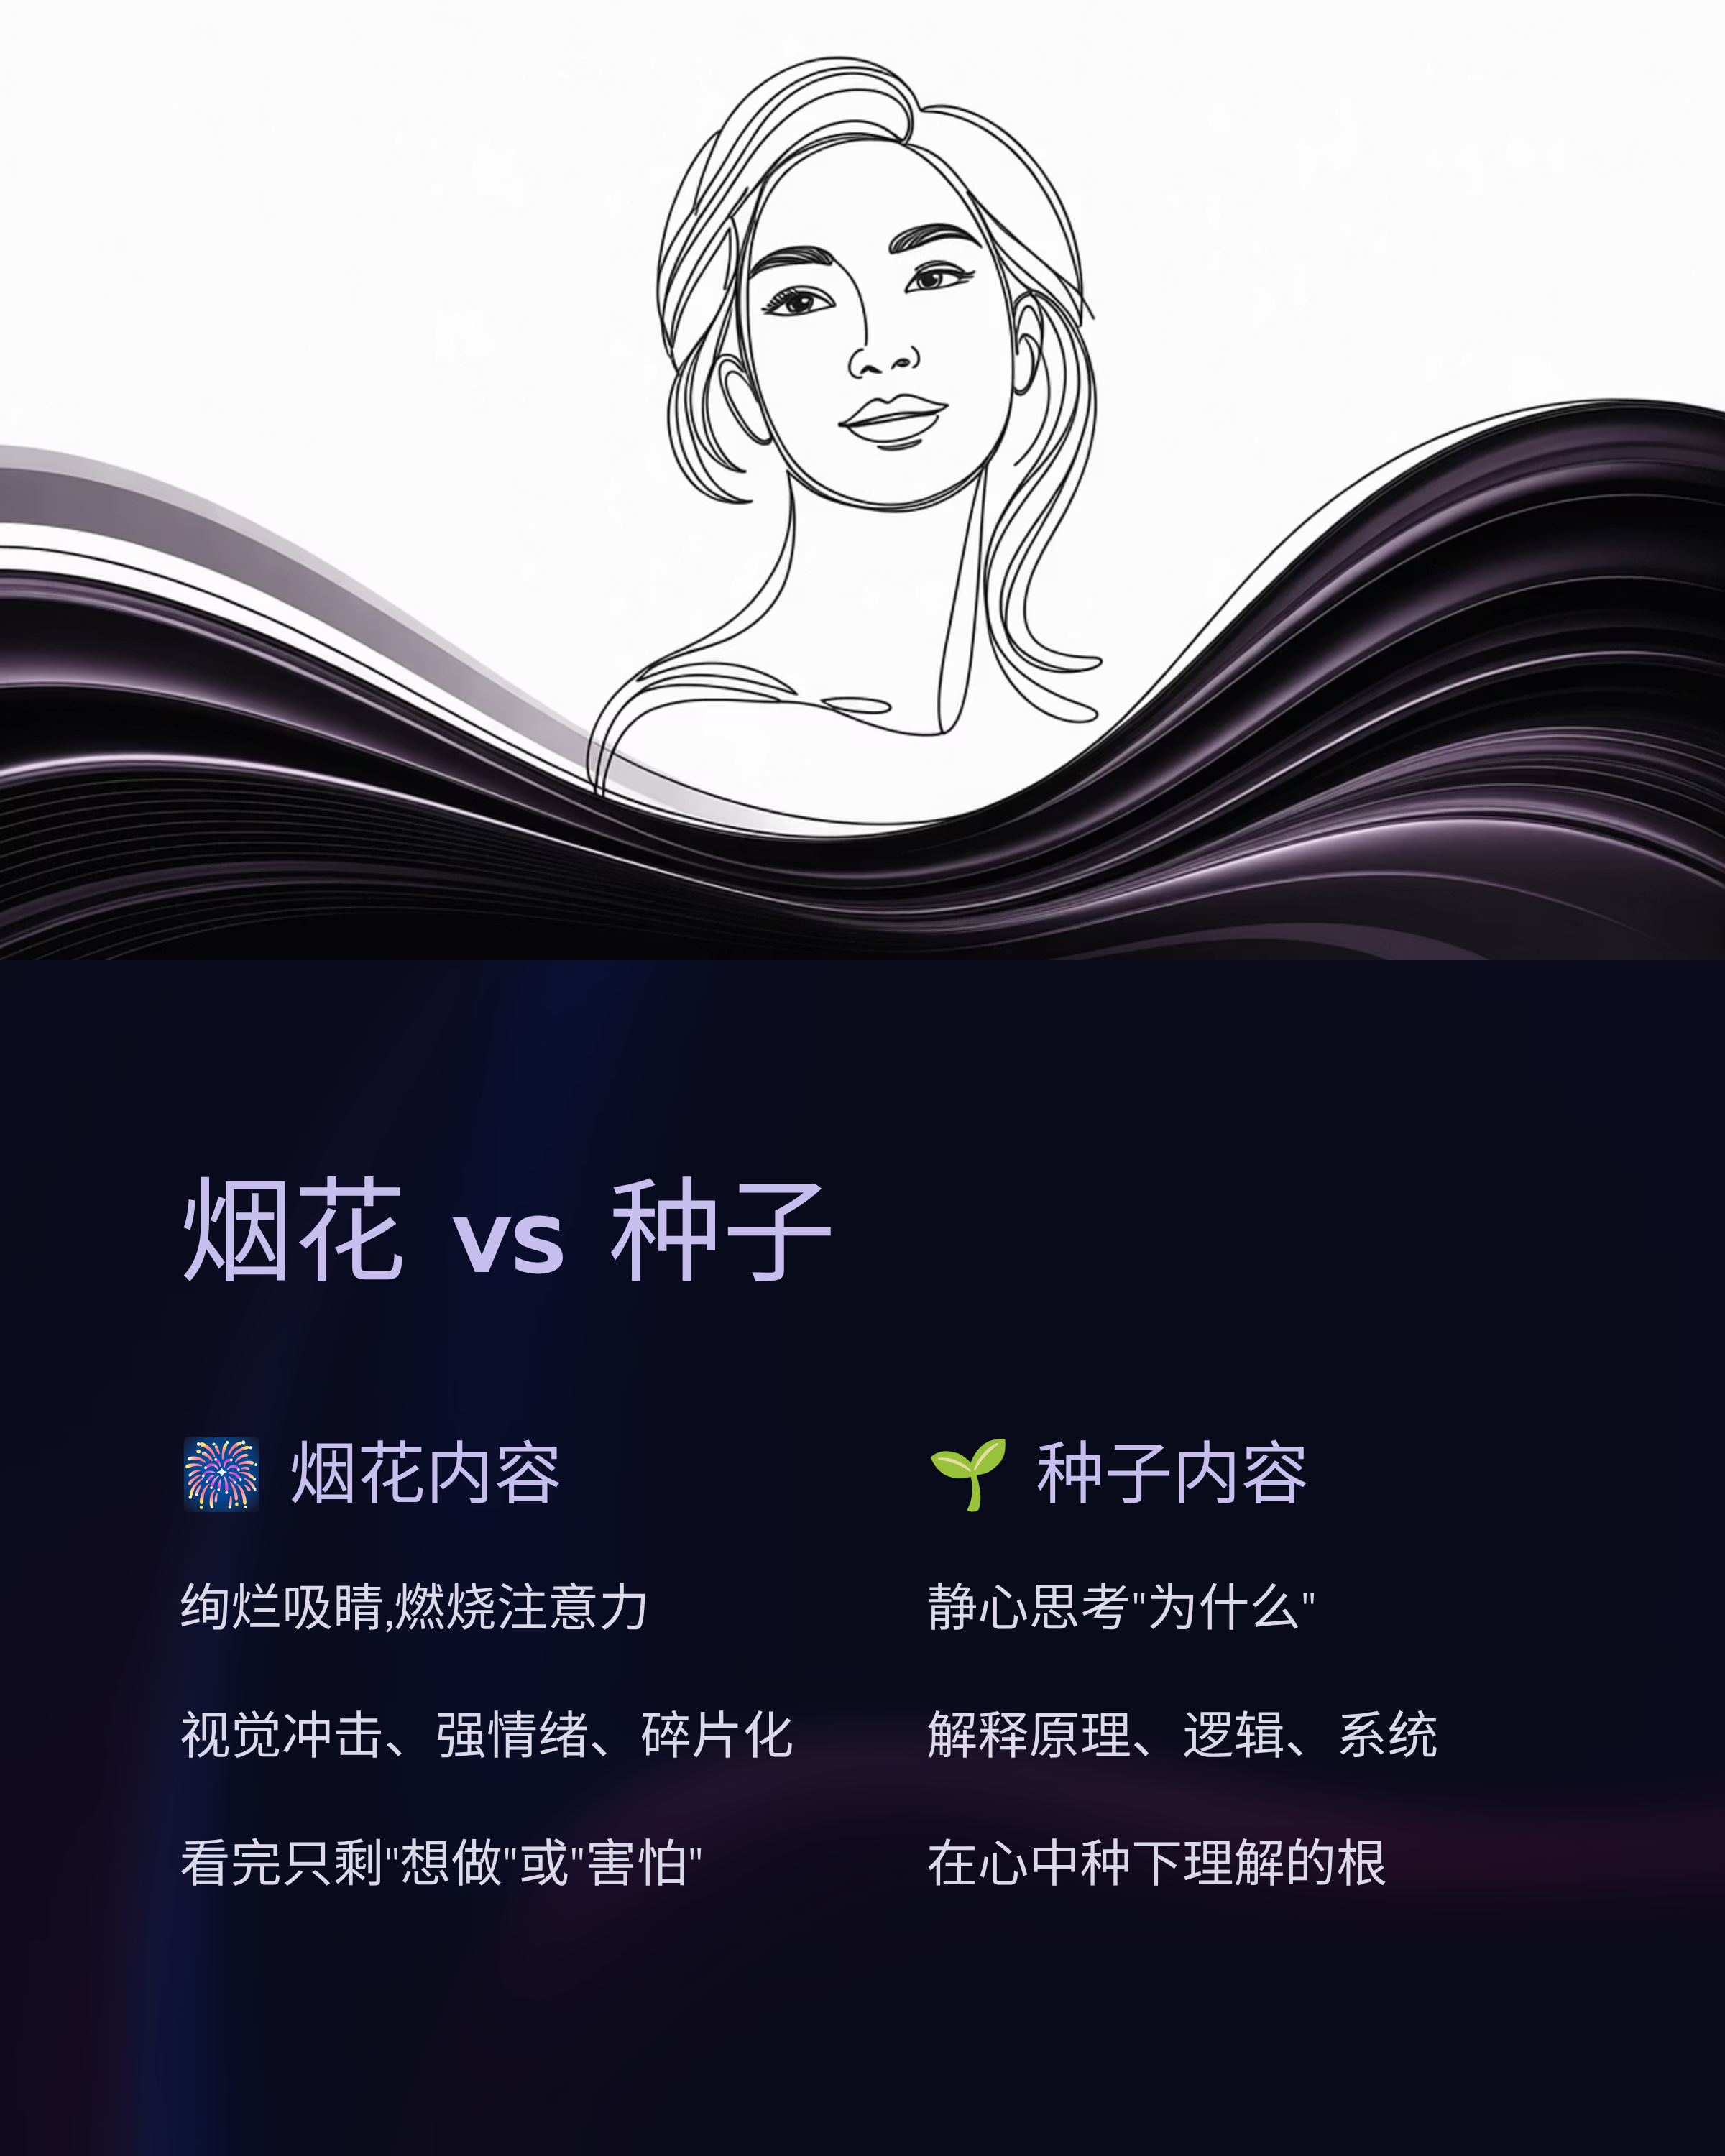 烟花 vs 种子
🎆 烟花内容
绚烂吸睛,燃烧注意力
视觉冲击、强情绪、碎片化
看完只剩"想做"或"害怕"
🌱 种子内容
静心思考"为什么"
解释原理、逻辑、系统
在心中种下理解的根